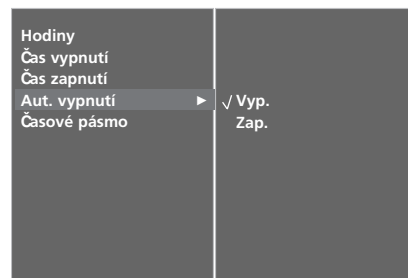 Hodiny
Čas vypnutí
Čas zapnutí
Aut. vypnutí ►
Časové pásmo
√ Vyp.
Zap.